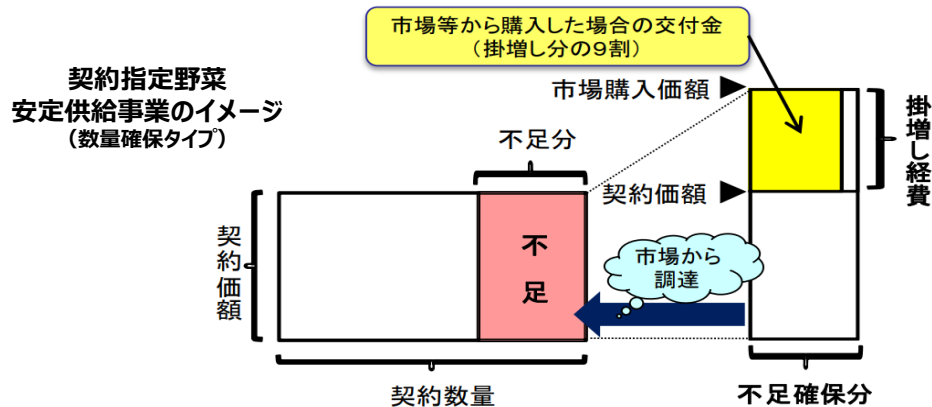 市場等から購入した場合の交付金
(掛増し分の9割)
契約指定野菜
安定供給事業のイメージ
(数量確保タイプ)
市場購入価額 ▶
不足分
掛増し経費
契約価額 ▶
契約価額
不足
市場から
調達
契約数量
不足確保分